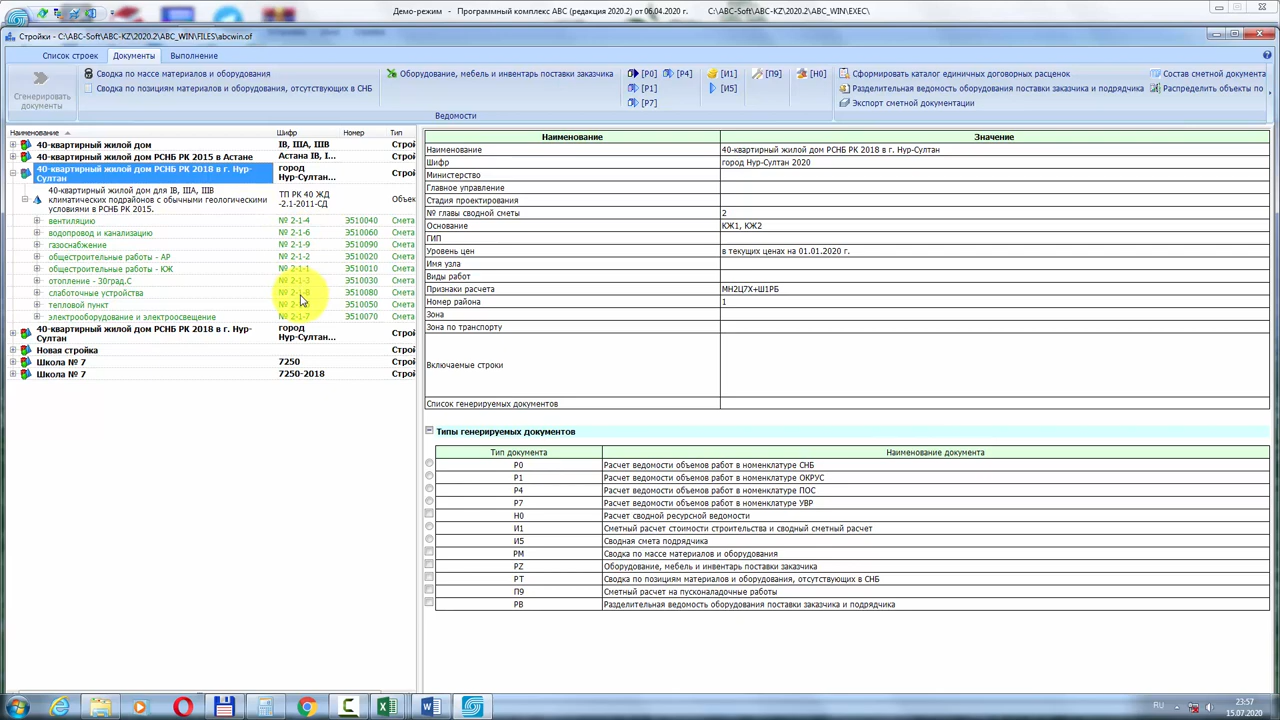 Демо-режим - Программный комплекс АВС (редакция 2020.2) от 06.04.2020 г. C:\ABC-Soft\ABC-KZ\2020.2\ABC_WIN\EXEC\
Стройки - C:\ABC-Soft\ABC-KZ\2020.2\ABC_WIN\FILES\abcwin.of
Список строек Документы Выполнение
Сводка по массе материалов и оборудования
Оборудование, мебель и инвентарь поставки заказчика
[Р0] [Р4] [И1] [П9] [Н0]
Сформировать каталог единичных договорных расценок
Состав сметной документа
Сводка по позициям материалов и оборудования, отсутствующих в СНБ
[Р1] [И5]
Разделительная ведомость оборудования поставки заказчика и подрядчика
Распределить объекты по
Сгенерировать
документы
[Р7]
Экспорт сметной документации
Ведомости
Наименование Шифр Номер Тип
40-квартирный жилой дом IВ, IIIА, IIIВ Строй
40-квартирный жилой дом РСНБ РК 2015 в Астане Астана IВ, I... Строй
40-квартирный жилой дом РСНБ РК 2018 в г. Нур-
Султан
город
Нур-Султан...
Строй
40-квартирный жилой дом для IВ, IIIА, IIIВ
климатических подрайонов с обычными геологическими
условиями в РСНБ РК 2015.
ТП РК 40 ЖД
-2.1-2011-СД
Объек
вентиляцию № 2-1-4 Э510040 Смета
водопровод и канализацию № 2-1-6 Э510060 Смета
газоснабжение № 2-1-9 Э510090 Смета
общестроительные работы - АР № 2-1-2 Э510020 Смета
общестроительные работы - КЖ № 2-1-1 Э510010 Смета
отопление - 30град.С № 2-1-3 Э510030 Смета
слаботочные устройства № 2-1-8 Э510080 Смета
тепловой пункт Э510050 Смета
электрооборудование и электроосвещение № 2-1-7 Э510070 Смета
40-квартирный жилой дом РСНБ РК 2018 в г. Нур-
Султан
город
Нур-Султан...
Строй
Новая стройка Строй
Школа № 7 7250 Строй
Школа № 7 7250-2018 Строй
Наименование Значение
Наименование 40-квартирный жилой дом РСНБ РК 2018 в г. Нур-Султан
Шифр город Нур-Султан 2020
Министерство
Главное управление
Стадия проектирования
№ главы сводной сметы 2
Основание КЖ1, КЖ2
ГИП
Уровень цен в текущих ценах на 01.01.2020 г.
Имя узла
Виды работ
Признаки расчета МН2Ц7Х+Ш1РБ
Номер района 1
Зона
Зона по транспорту
Включаемые строки
Список генерируемых документов
Типы генерируемых документов
Тип документа Наименование документа
Р0 Расчет ведомости объемов работ в номенклатуре СНБ
Р1 Расчет ведомости объемов работ в номенклатуре ОКРУС
Р4 Расчет ведомости объемов работ в номенклатуре ПОС
Р7 Расчет ведомости объемов работ в номенклатуре УВР
Н0 Расчет сводной ресурсной ведомости
И1 Сметный расчет стоимости строительства и сводный сметный расчет
И5 Сводная смета подрядчика
РМ Сводка по массе материалов и оборудования
PZ Оборудование, мебель и инвентарь поставки заказчика
РТ Сводка по позициям материалов и оборудования, отсутствующих в СНБ
П9 Сметный расчет на пусконаладочные работы
РВ Разделительная ведомость оборудования поставки заказчика и подрядчика
RU
23:57
15.07.2020